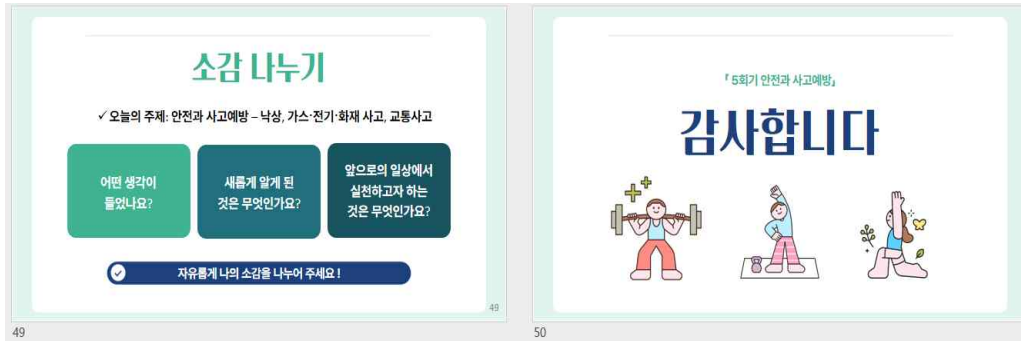 소감 나누기
✓ 오늘의 주제: 안전과 사고예방 – 낙상, 가스·전기·화재 사고, 교통사고
어떤 생각이
들었나요?
새롭게 알게 된
것은 무엇인가요?
앞으로의 일상에서
실천하고자 하는
것은 무엇인가요?
자유롭게 나의 소감을 나누어 주세요 !
49
49
「 5회기 안전과 사고예방」
감사합니다
50